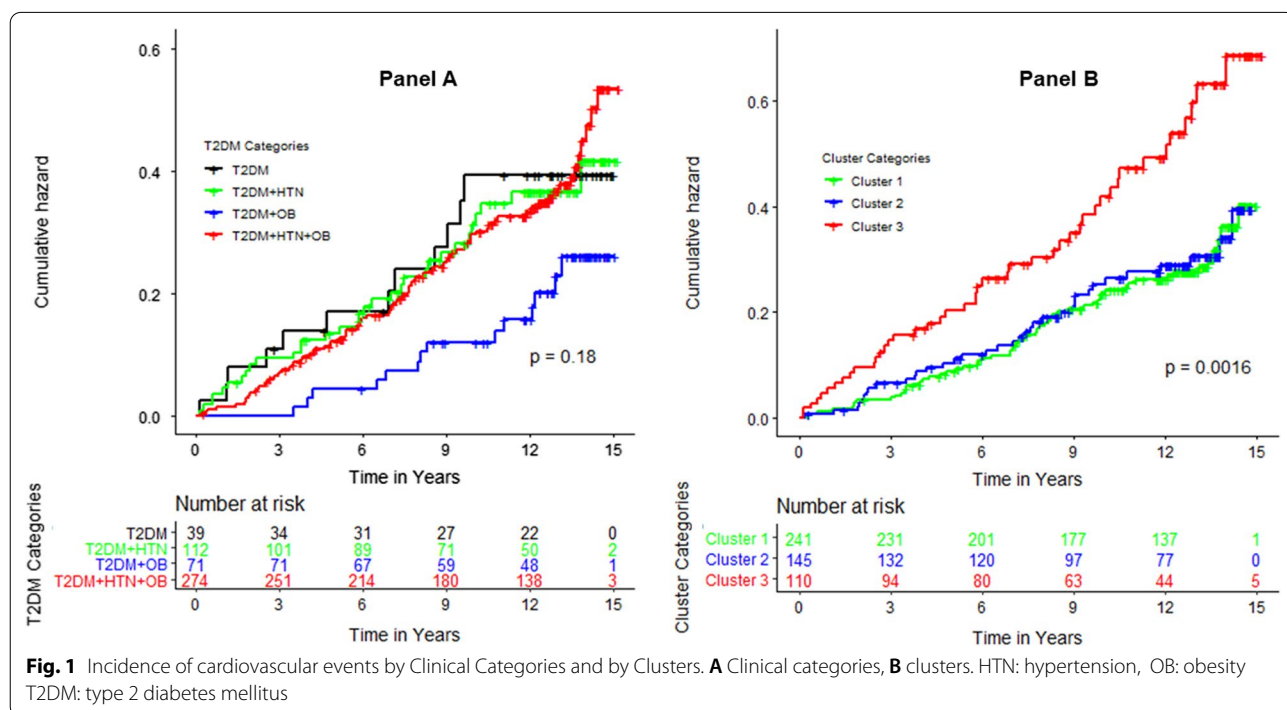 Panel A
0.6
0.4
0.2
0.0
Cumulative hazard
T2DM Categories
T2DM
T2DM+HTN
T2DM+OB
T2DM+HTN+OB
p = 0.18
0 3 6 9 12 15
Time in Years
Number at risk
T2DM Categories
T2DM 39 34 31 27 22 0
T2DM+HTN 112 101 89 71 50 2
T2DM+OB 71 71 67 59 48 1
T2DM+HTN+OB 274 251 214 180 138 3
0 3 6 9 12 15
Time in Years
Panel B
0.6
0.4
0.2
0.0
Cumulative hazard
Cluster Categories
Cluster 1
Cluster 2
Cluster 3
p = 0.0016
0 3 6 9 12 15
Time in Years
Number at risk
Cluster Categories
Cluster 1 241 231 201 177 137 1
Cluster 2 145 132 120 97 77 0
Cluster 3 110 94 80 63 44 5
0 3 6 9 12 15
Time in Years
Fig. 1 Incidence of cardiovascular events by Clinical Categories and by Clusters. A Clinical categories, B clusters. HTN: hypertension, OB: obesity
T2DM: type 2 diabetes mellitus